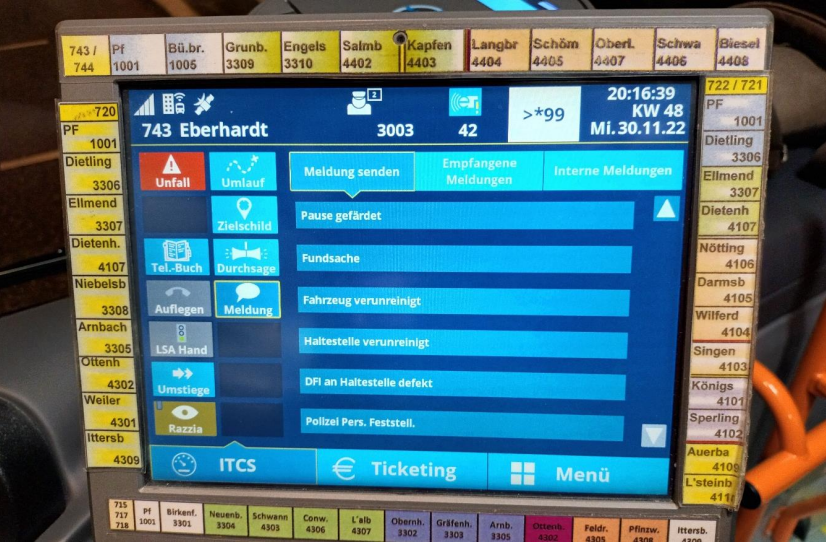 743 / 744
Pf 1001
Bü.br. 1005
Grunb. 3309
Engels 3310
Salmb 4402
Kapfen 4403
Langbr 4404
Schöm 4405
Oberl. 4407
Schwa 4406
Biesel 4408
720
PF 1001
Dietling 3306
Ellmend 3307
Dietenh. 4107
Niebelsb 3308
Arnbach 3305
Ottenh 4302
Weiler 4301
Ittersb 4309
2
>*99
20:16:39
KW 48
Mi.30.11.22
743 Eberhardt
3003
42
Unfall
Umlauf
Zielschild
Tel.-Buch
Durchsage
Auflegen
Meldung
LSA Hand
Umstiege
Razzia
Meldung senden
Empfangene Meldungen
Interne Meldungen
Pause gefärdet
Fundsache
Fahrzeug verunreinigt
Haltestelle verunreinigt
DFI an Haltestelle defekt
Polizei Pers. Feststell.
ITCS
Ticketing
Menü
722 / 721
PF 1001
Dietling 3306
Ellmend 3307
Dietenh 4107
Nötting 4106
Darmsb 4105
Wilferd 4104
Singen 4103
Königs 4101
Sperling 4102
Auerba 4109
L'steinb
715
717
718
Pf 1001
Birkenf. 3301
Neuenb. 3304
Schwann 4303
Conw. 4306
L'alb 4307
Obernh. 3302
Gräfenh. 3303
Arnb. 3305
Ottenh. 4302
Feldr. 4305
Pfinzw. 4308
Ittersb. 4309